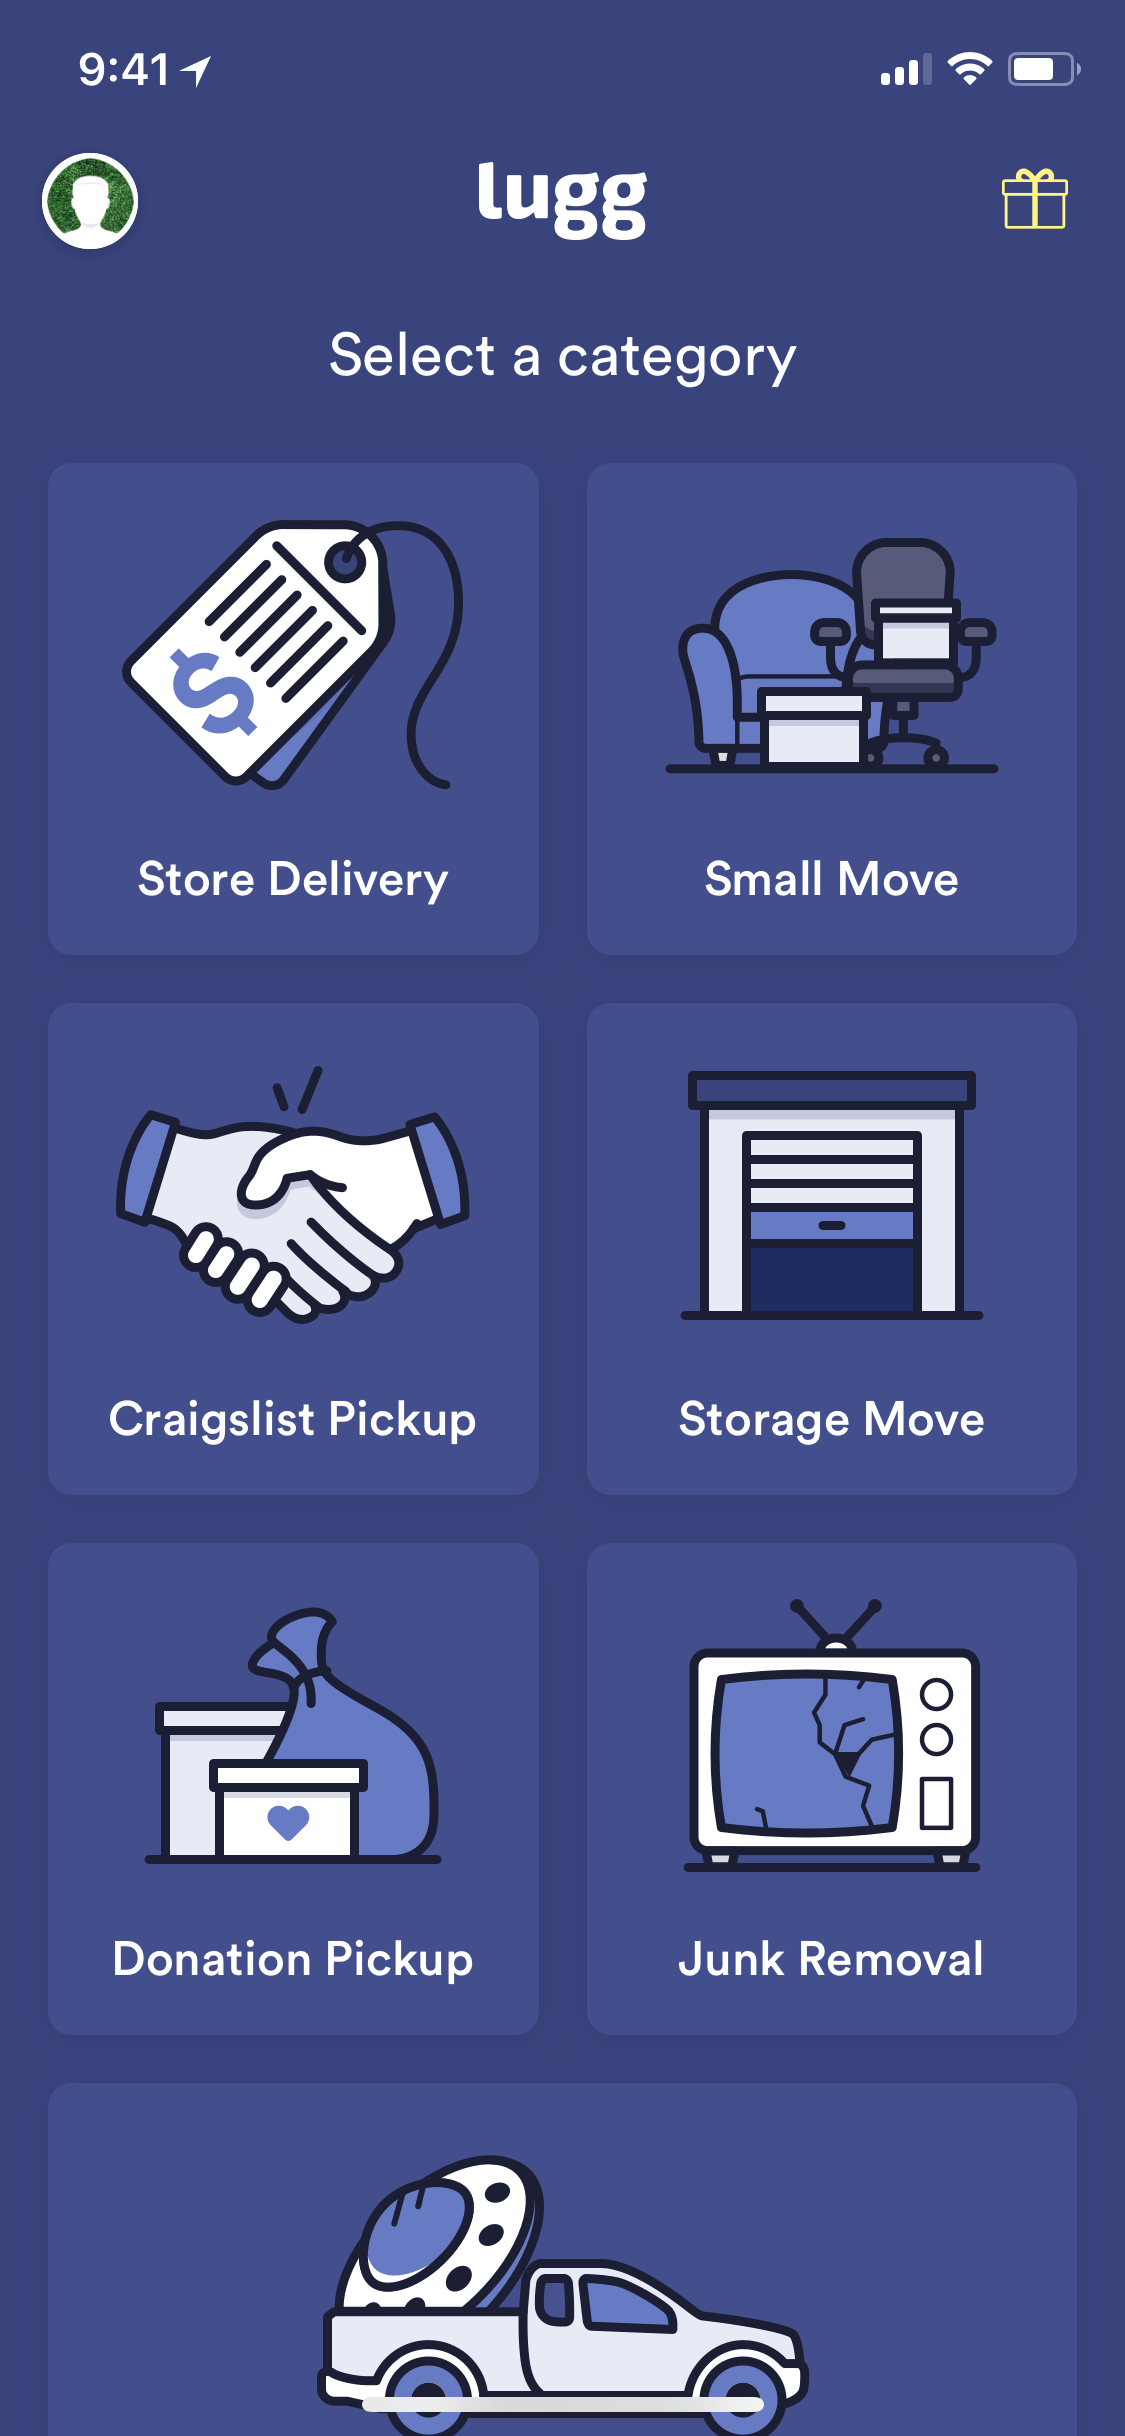 9:41
lugg
Select a category
$
Store Delivery
Small Move
Craigslist Pickup
Storage Move
Donation Pickup
Junk Removal